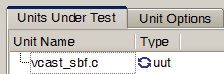 Units Under Test Unit Options
Unit Name Type
vcast_sbf.c uut